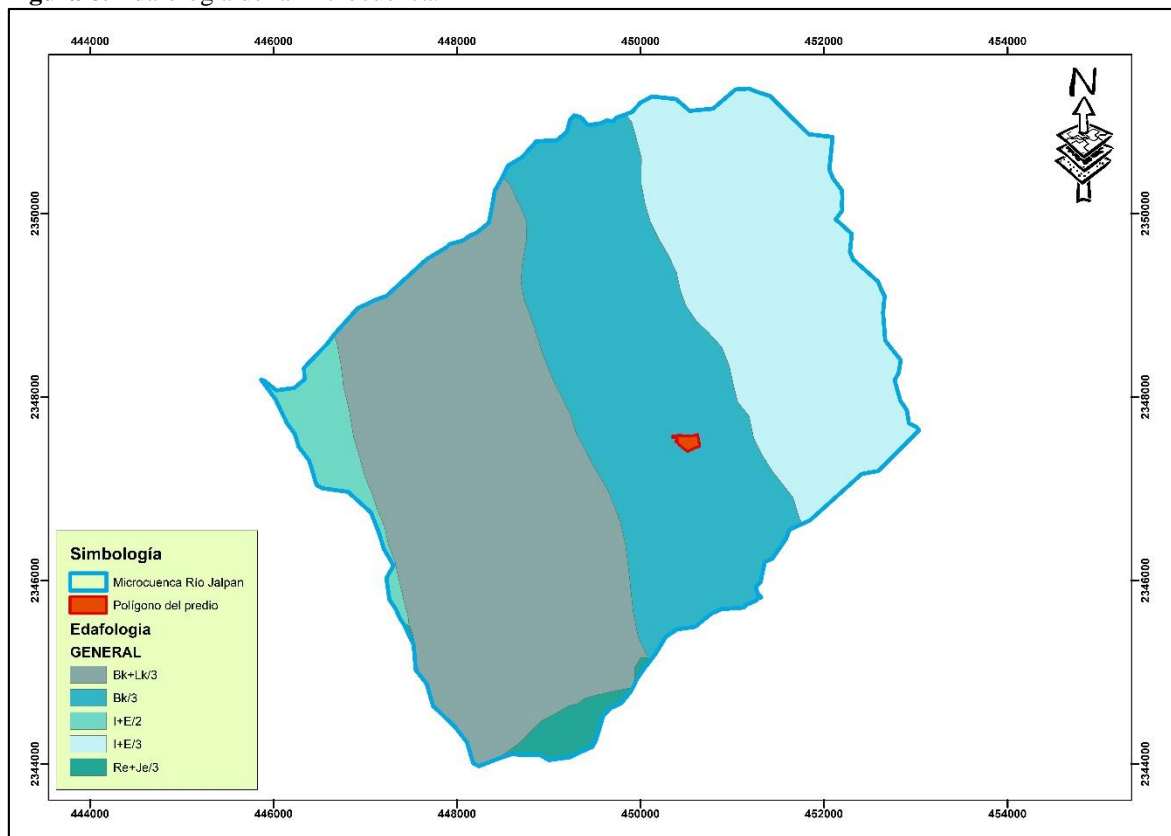 444000 446000 448000 450000 452000 454000
N
2350000 2350000
2348000 2348000
2346000 2346000
2344000 2344000
Simbología
Microcuenca Río Jalpan
Polígono del predio
Edafologia
GENERAL
Bk+Lk/3
Bk/3
I+E/2
I+E/3
Re+Je/3
444000 446000 448000 450000 452000 454000